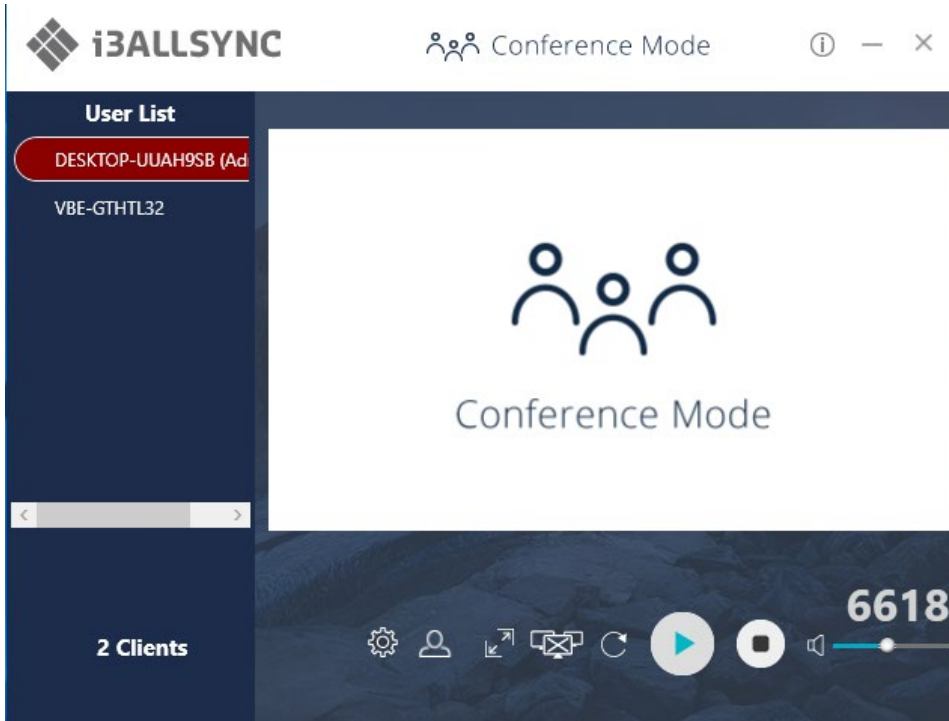 i3ALLSYNC
Conference Mode
User List
DESKTOP-UUAH9SB (Ad
VBE-GTHTL32
Conference Mode
6618
2 Clients